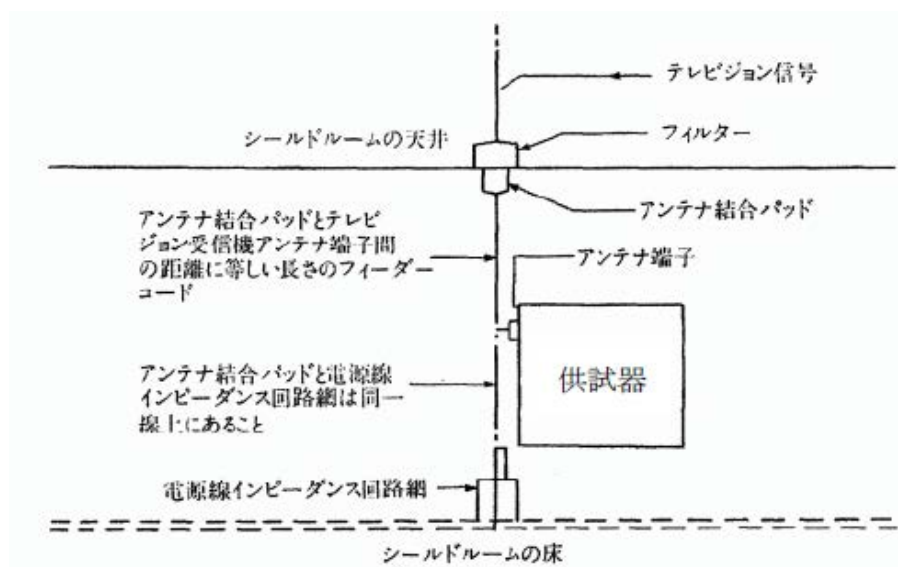 テレビジョン信号
シールドルームの天井
フィルター
アンテナ結合パッド
アンテナ結合パッドとテレビ
ジョン受信機アンテナ端子間
の距離に等しい長さのフィーダー
コード
アンテナ端子
供試器
アンテナ結合パッドと電源線
インピーダンス回路網は同一
線上にあること
電源線インピーダンス回路網
シールドルームの床